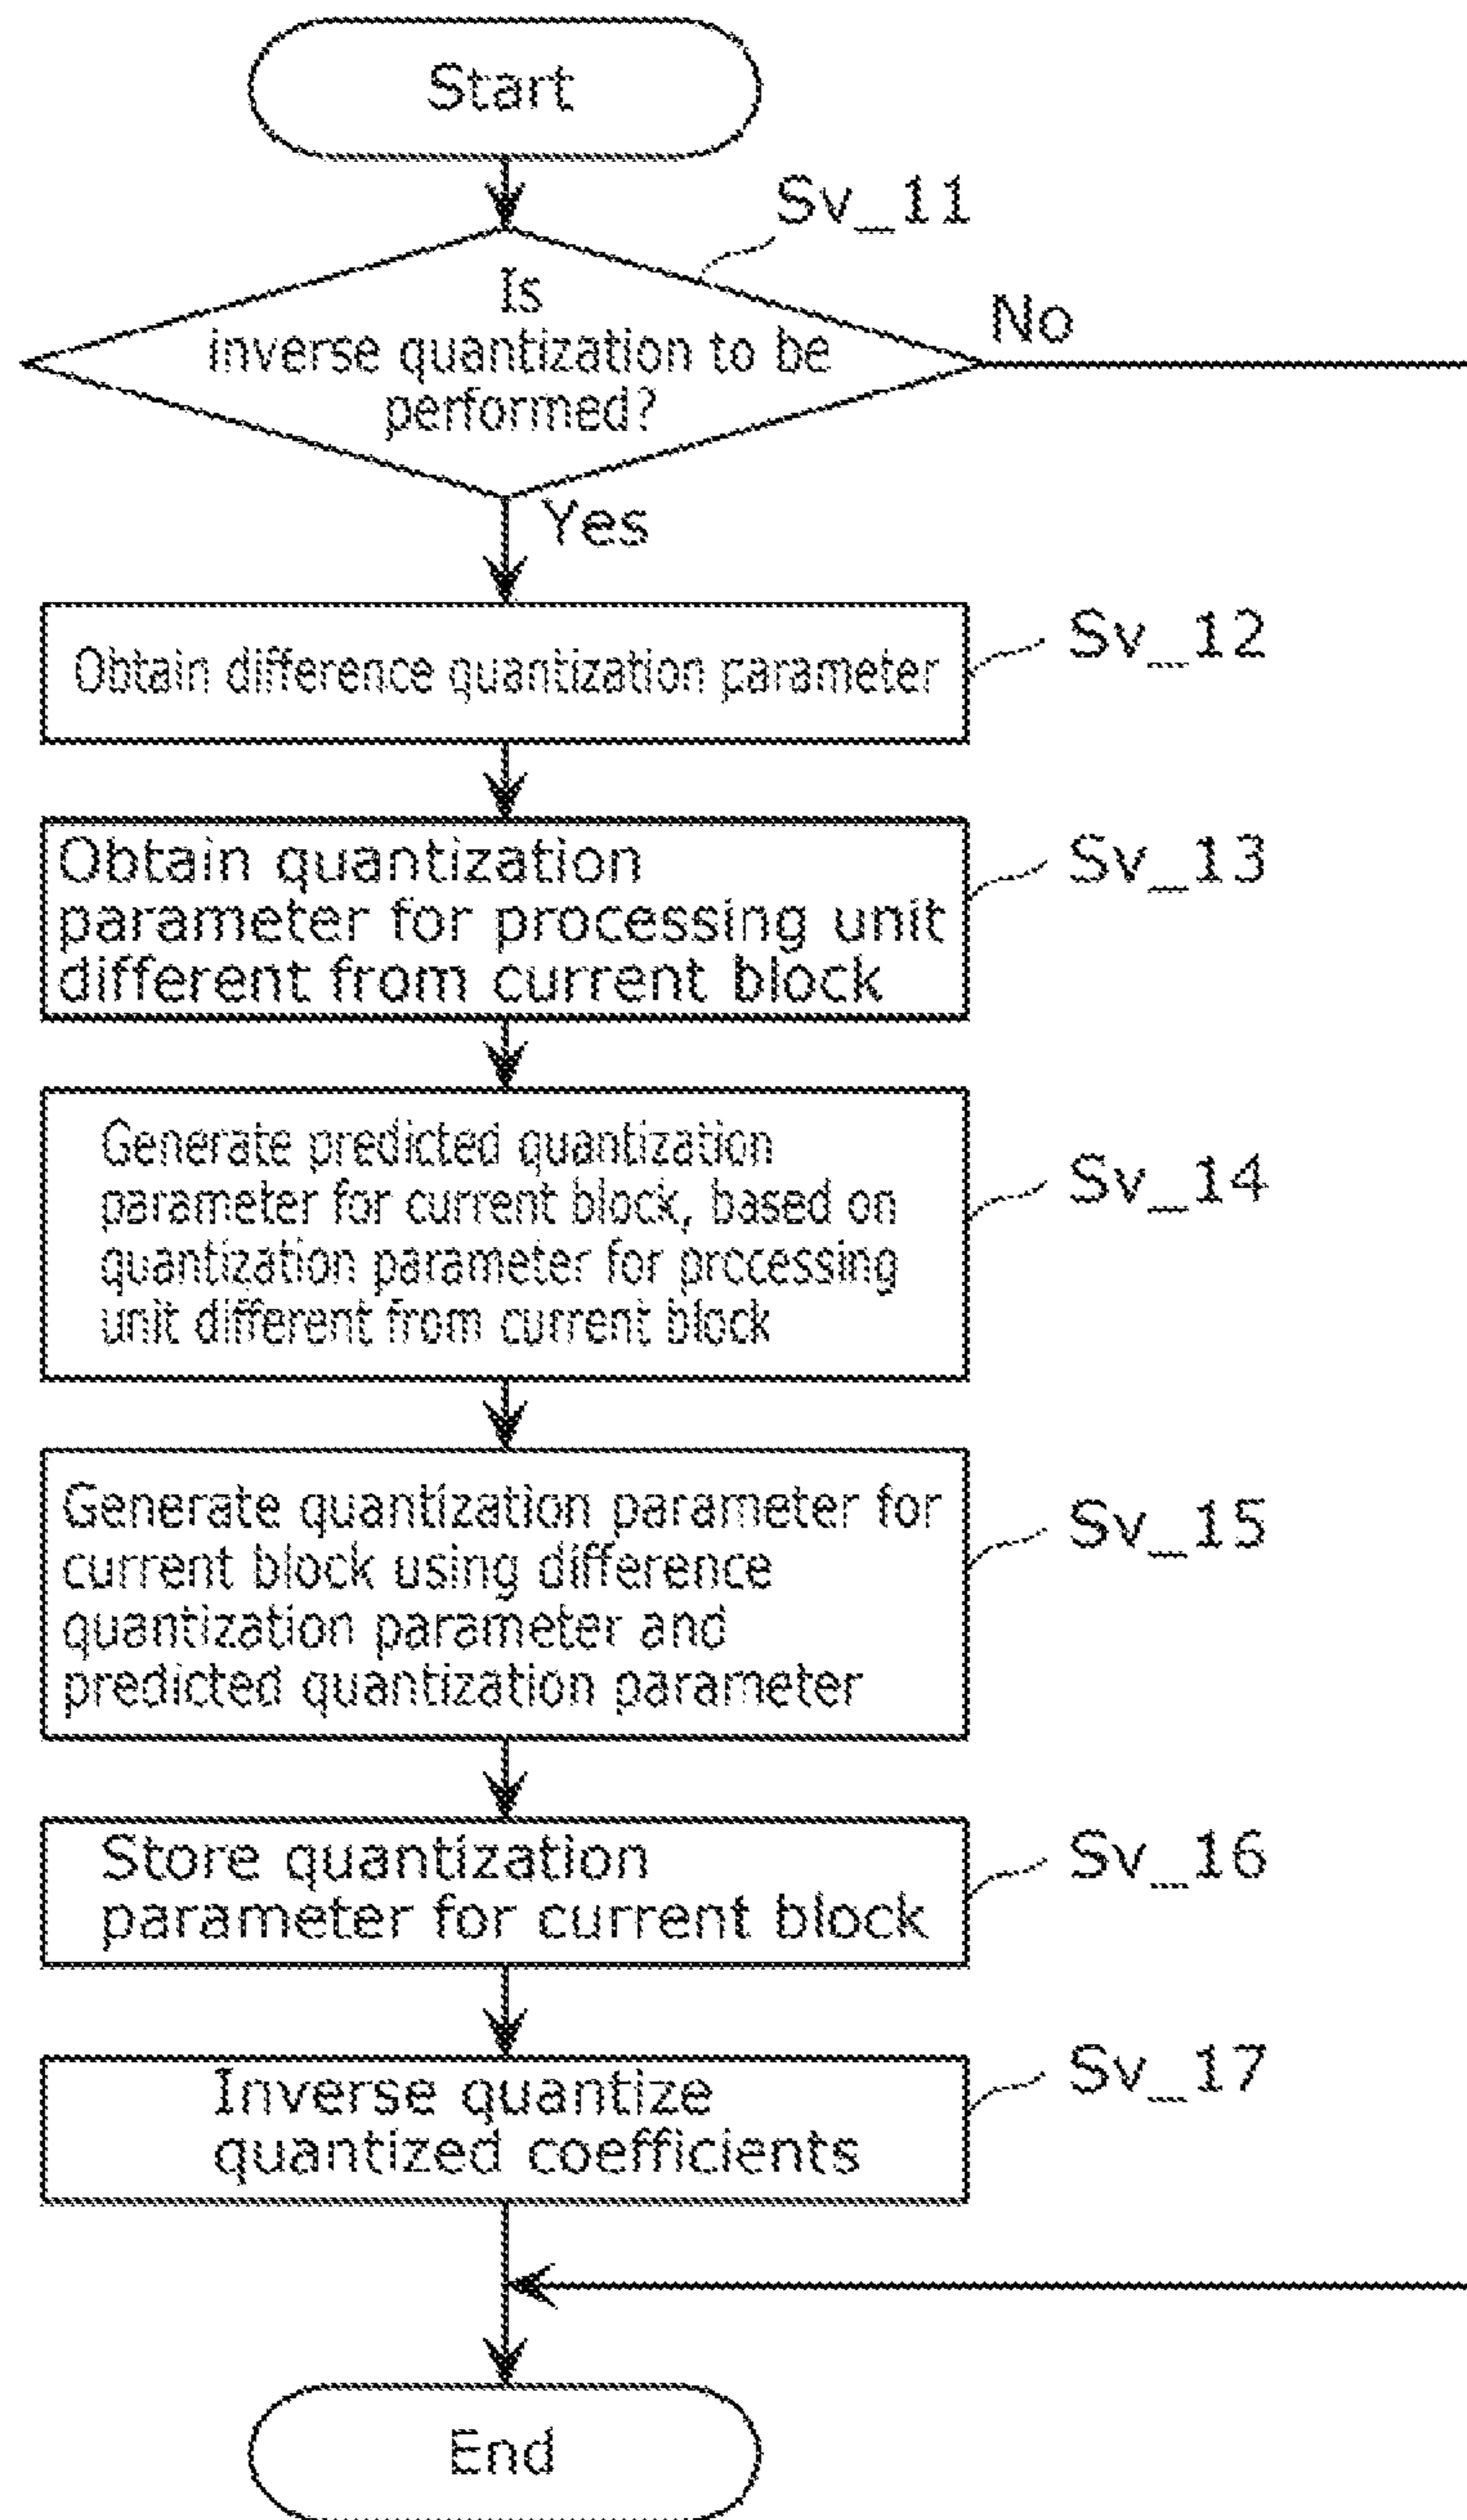 Start
Sv_11
Is
inverse quantization to be
performed?
No
Yes
Obtain difference quantization parameter
Sv_12
Obtain quantization
parameter for processing unit
different from current block
Sv_13
Generate predicted quantization
parameter for current block, based on
quantization parameter for processing
unit different from current block
Sv_14
Generate quantization parameter for
current block using difference
quantization parameter and
predicted quantization parameter
Sv_15
Store quantization
parameter for current block
Sv_16
Inverse quantize
quantized coefficients
Sv_17
End